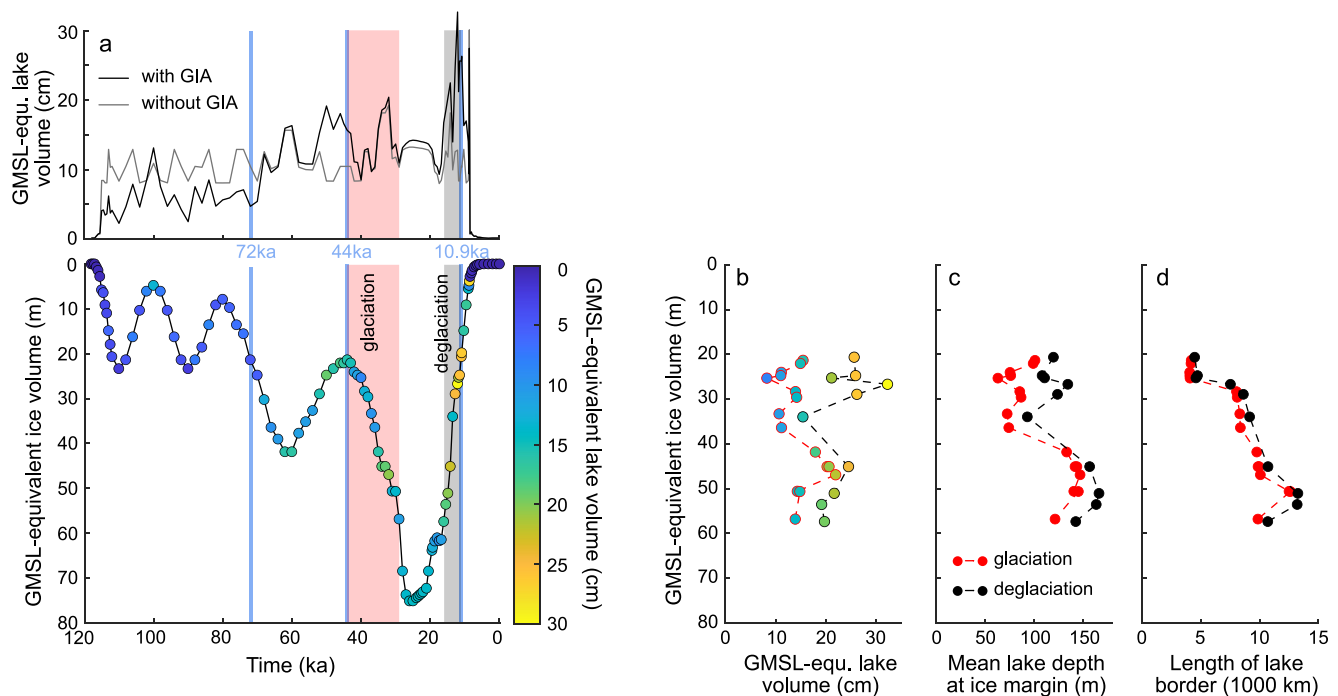 a
with GIA
without GIA
GMSL-equ. lake
volume (cm)
30
20
10
0
72ka
44ka
10.9ka
glaciation
deglaciation
GMSL-equivalent ice volume (m)
0
10
20
30
40
50
60
70
80
120
100
80
60
40
20
0
Time (ka)
0
5
10
15
20
25
30
GMSL-equivalent lake volume (cm)
b
GMSL-equivalent ice volume (m)
0
10
20
30
40
50
60
70
80
0
10
20
30
GMSL-equ. lake
volume (cm)
c
glaciation
deglaciation
0
50
100
150
Mean lake depth
at ice margin (m)
d
0
5
10
15
Length of lake
border (1000 km)